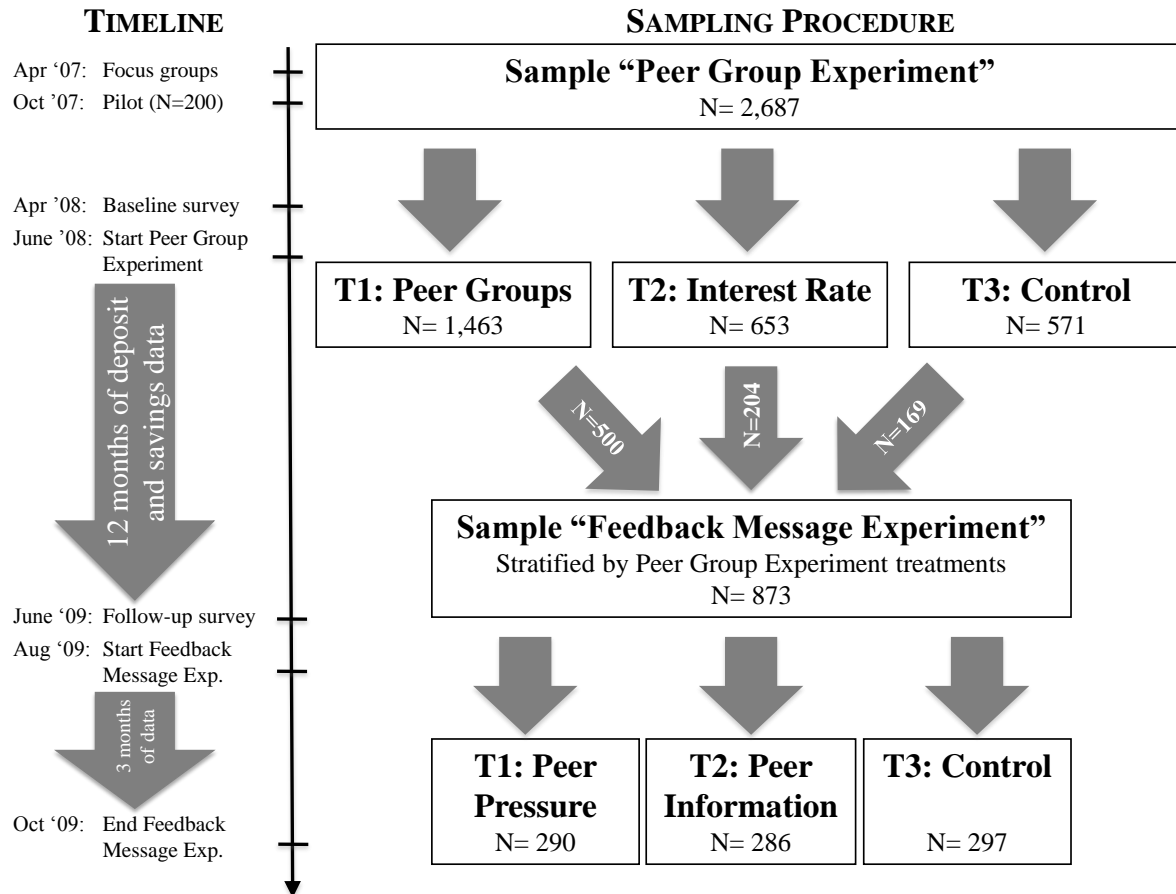 TIMELINE
Apr '07: Focus groups
Oct '07: Pilot (N=200)
Apr '08: Baseline survey
June '08: Start Peer Group
Experiment
12 months of deposit
and savings data
June '09: Follow-up survey
Aug '09: Start Feedback
Message Exp.
3 months
of data
Oct '09: End Feedback
Message Exp.
SAMPLING PROCEDURE
Sample “Peer Group Experiment”
N= 2,687
T1: Peer Groups
N= 1,463
T2: Interest Rate
N= 653
T3: Control
N= 571
N=500
N=204
N=169
Sample “Feedback Message Experiment”
Stratified by Peer Group Experiment treatments
N= 873
T1: Peer
Pressure
N= 290
T2: Peer
Information
N= 286
T3: Control
N= 297